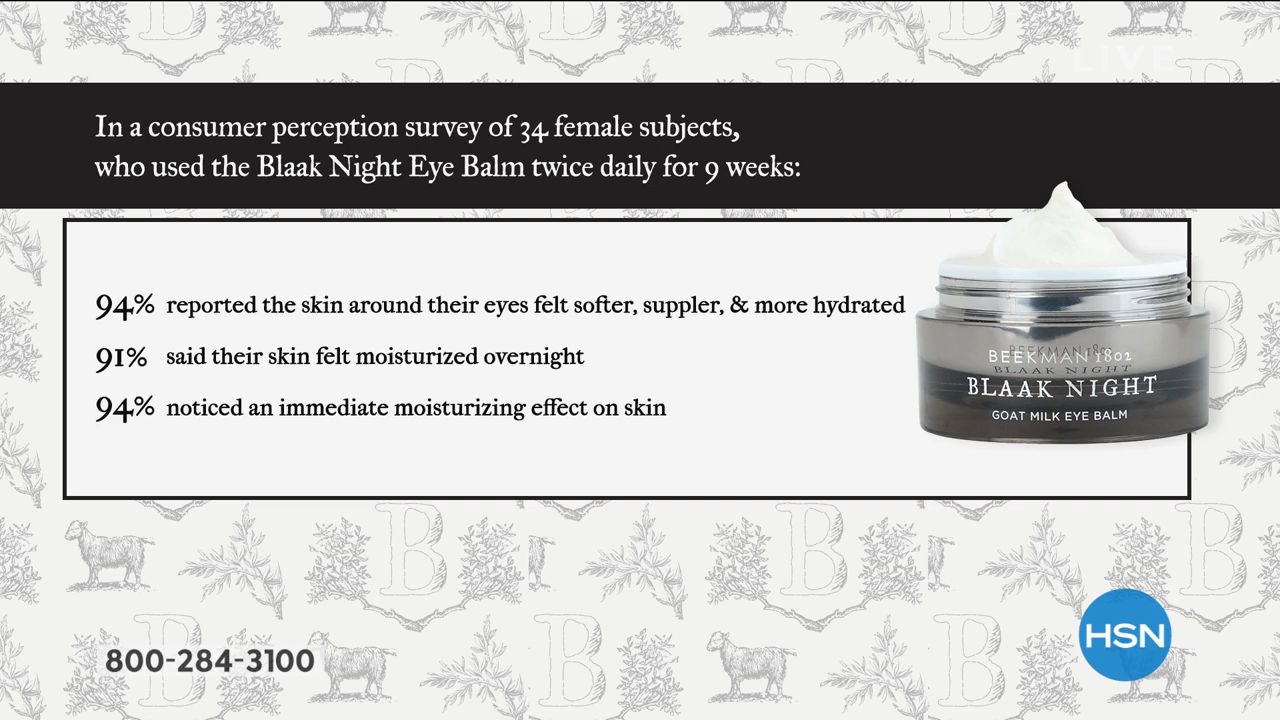 LIVE
In a consumer perception survey of 34 female subjects,
who used the Blaak Night Eye Balm twice daily for 9 weeks:
94% reported the skin around their eyes felt softer, suppler, & more hydrated
91% said their skin felt moisturized overnight
94% noticed an immediate moisturizing effect on skin
BEEKMAN 1802
BLAAK NIGHT
BLAAK NIGHT
GOAT MILK EYE BALM
B
B
B
B
B
800-284-3100
HSN